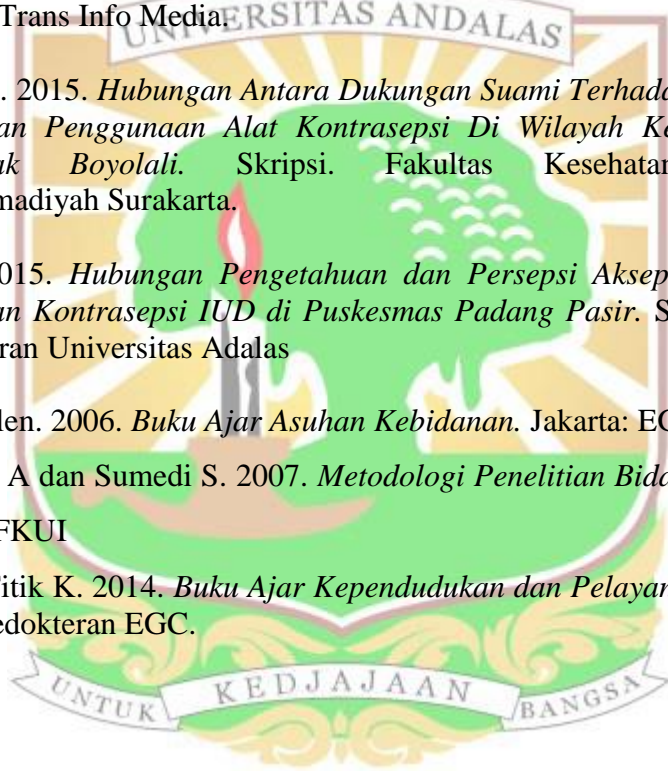 Trans Info Media.
UNIVERSITAS ANDALAS
. 2015. Hubungan Antara Dukungan Suami Terhada
an Penggunaan Alat Kontrasepsi Di Wilayah Ke
ak Boyolali. Skripsi. Fakultas Kesehatan
madiyah Surakarta.
015. Hubungan Pengetahuan dan Persepsi Aksep
an Kontrasepsi IUD di Puskesmas Padang Pasir. S
ran Universitas Adalas
len. 2006. Buku Ajar Asuhan Kebidanan. Jakarta: EG
A dan Sumedi S. 2007. Metodologi Penelitian Bida
FKUI
itik K. 2014. Buku Ajar Kependudukan dan Pelayan
edokteran EGC.
UNTUK KEDJAJAAN BANGSA